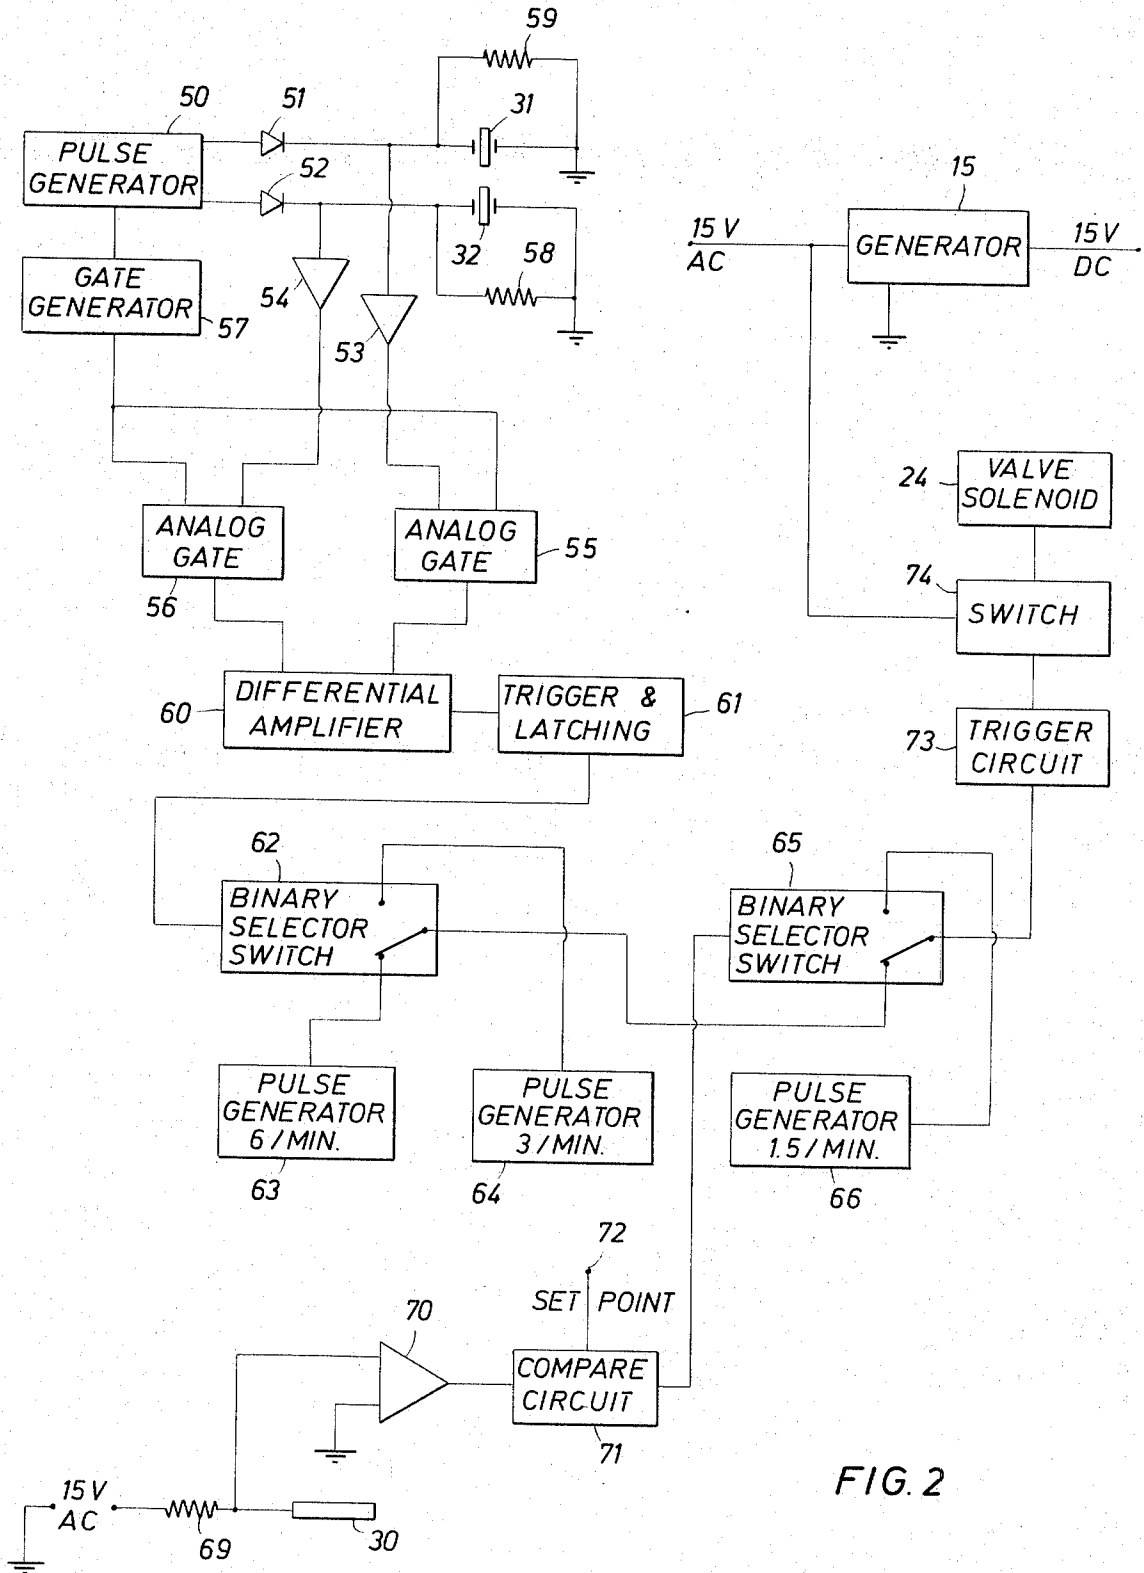 59
50
51
31
PULSE
GENERATOR
52
15
15 V
AC
GENERATOR
15 V
DC
32
58
GATE
GENERATOR
54
57
53
24
VALVE
SOLENOID
ANALOG
GATE
ANALOG
GATE
55
56
74
SWITCH
DIFFERENTIAL
AMPLIFIER
60
TRIGGER &
LATCHING
61
73
TRIGGER
CIRCUIT
62
65
BINARY
SELECTOR
SWITCH
BINARY
SELECTOR
SWITCH
PULSE
GENERATOR
6/MIN.
PULSE
GENERATOR
3/MIN.
PULSE
GENERATOR
1.5/MIN.
63
64
66
72
SET POINT
70
COMPARE
CIRCUIT
71
15 V
AC
69
30
FIG. 2